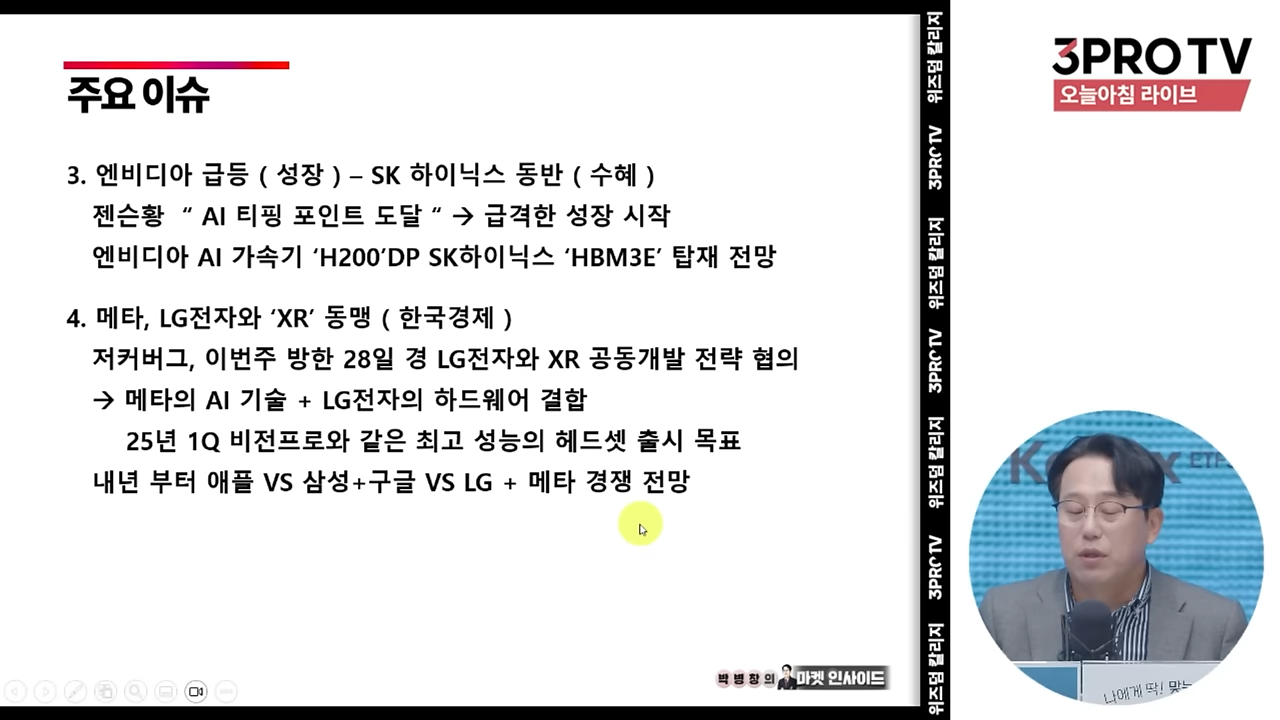 주요 이슈
3. 엔비디아 급등 ( 성장 ) – SK 하이닉스 동반 ( 수혜 )
젠슨황 “ AI 티핑 포인트 도달 “ → 급격한 성장 시작
엔비디아 AI 가속기 ‘H200’DP SK하이닉스 ‘HBM3E’ 탑재 전망
4. 메타, LG전자와 ‘XR’ 동맹 ( 한국경제 )
저커버그, 이번주 방한 28일 경 LG전자와 XR 공동개발 전략 협의
→ 메타의 AI 기술 + LG전자의 하드웨어 결합
25년 1Q 비전프로와 같은 최고 성능의 헤드셋 출시 목표
내년 부터 애플 VS 삼성+구글 VS LG + 메타 경쟁 전망
박병창의 마켓 인사이드
위즈덤 칼리지
3PRO TV
위즈덤 칼리지
3PRO TV
위즈덤 칼리지
3PRO TV
위즈덤 칼리지
3PRO TV
오늘아침 라이브
ETF
나에게 딱!